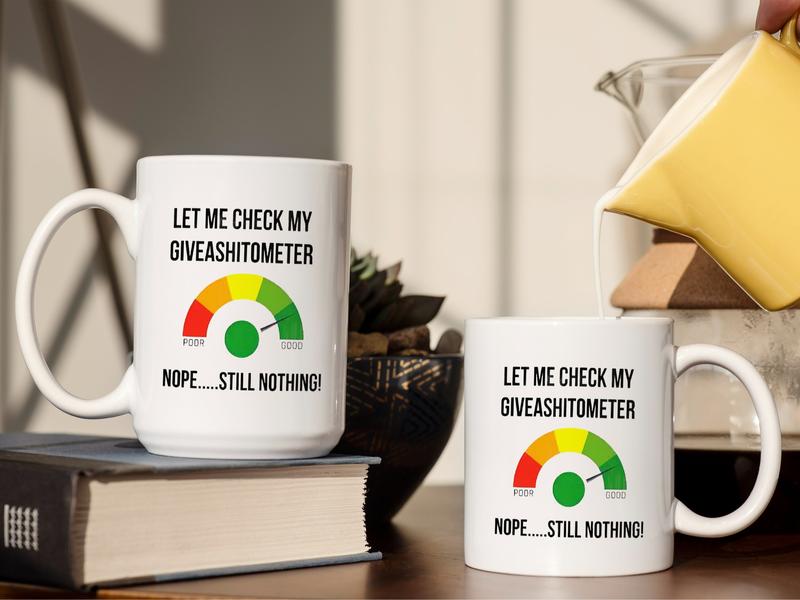 LET ME CHECK MY
GIVEASHITOMETER
POOR
GOOD
NOPE.....STILL NOTHING!
LET ME CHECK MY
GIVEASHITOMETER
POOR
GOOD
NOPE.....STILL NOTHING!